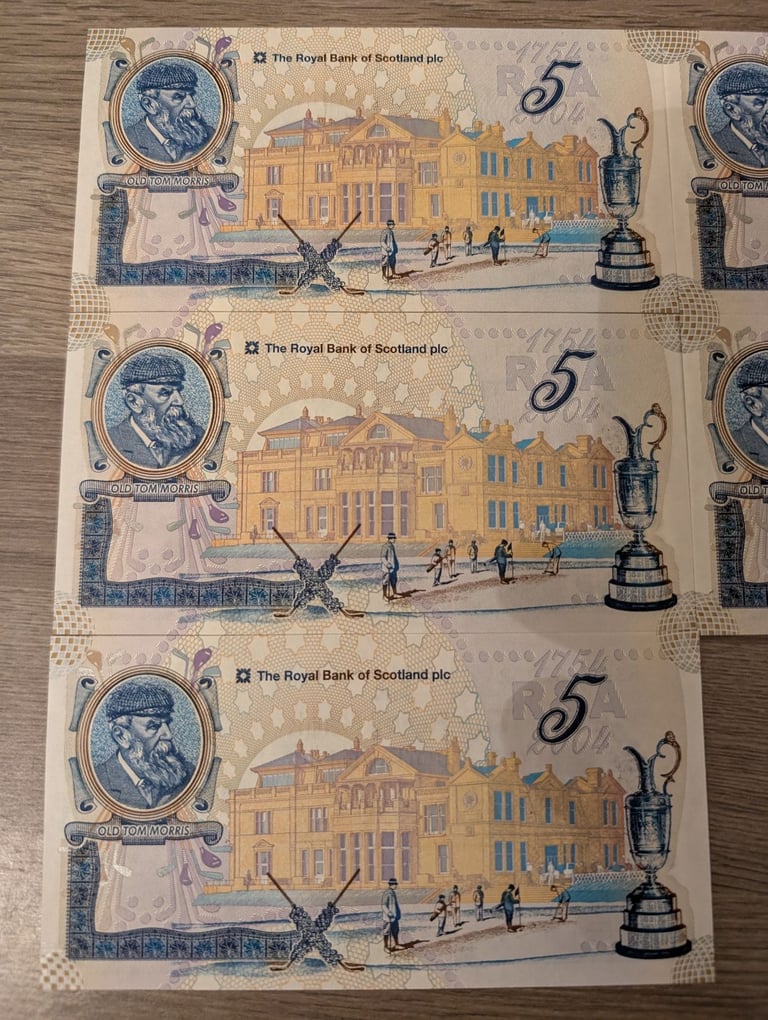 The Royal Bank of Scotland plc
1754
R&A
5
2004
OLD TOM MORRIS
OLD TOM
The Royal Bank of Scotland plc
1754
R&A
5
2004
OLD TOM MORRIS
OLD
The Royal Bank of Scotland plc
1754
R&A
5
2004
OLD TOM MORRIS